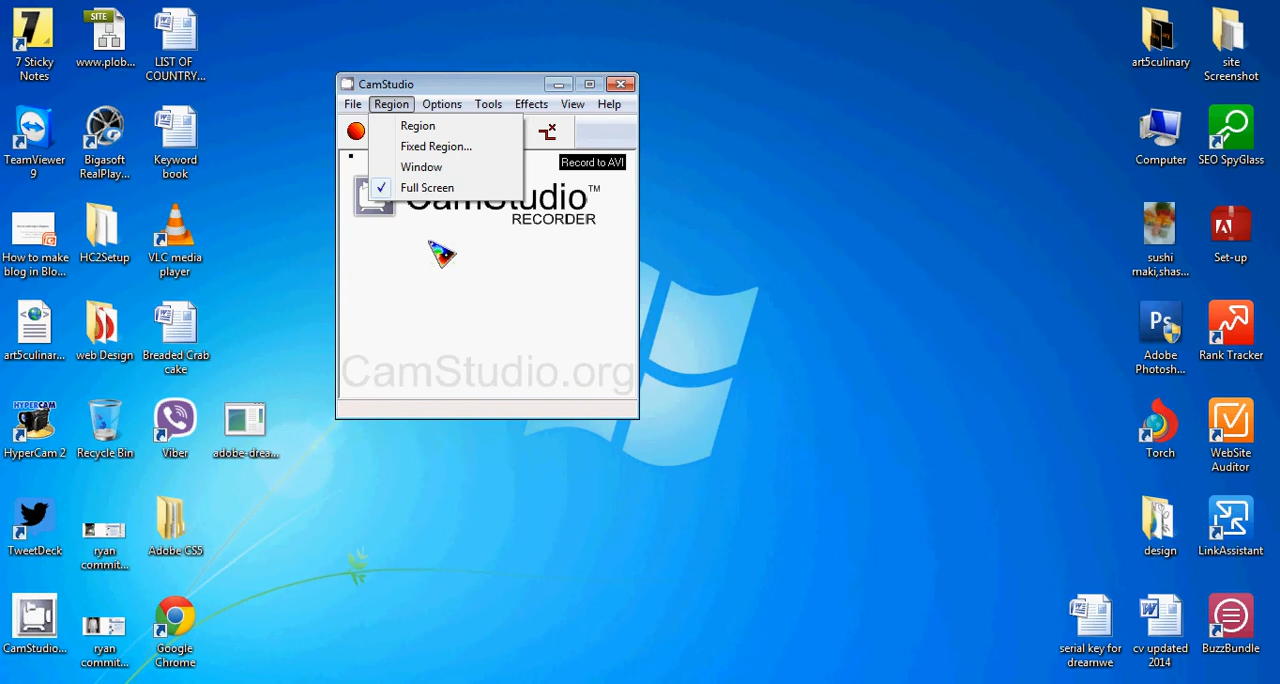 7 Sticky
Notes
SITE
www.plob...
LIST OF
COUNTRY...
TeamViewer
9
Bigasoft
RealPlay...
Keyword
book
How to make
blog in Blo...
HC2Setup
VLC media
player
art5culinar...
web Design
Breaded Crab
cake
HYPERCAM
HyperCam 2
Recycle Bin
Viber
adobe-drea...
TweetDeck
ryan
commit...
Adobe CS5
CamStudio...
ryan
commit...
Google
Chrome
CamStudio
File Region Options Tools Effects View Help
Region
Fixed Region...
Window
Full Screen
Record to AVI
CamStudio™
RECORDER
CamStudio.org
art5culinary
site
Screenshot
Computer
SEO SpyGlass
sushi
maki,shas...
Set-up
Ps
Adobe
Photosh...
Rank Tracker
Torch
WebSite
Auditor
design
LinkAssistant
serial key for
dreamwe
cv updated
2014
BuzzBundle